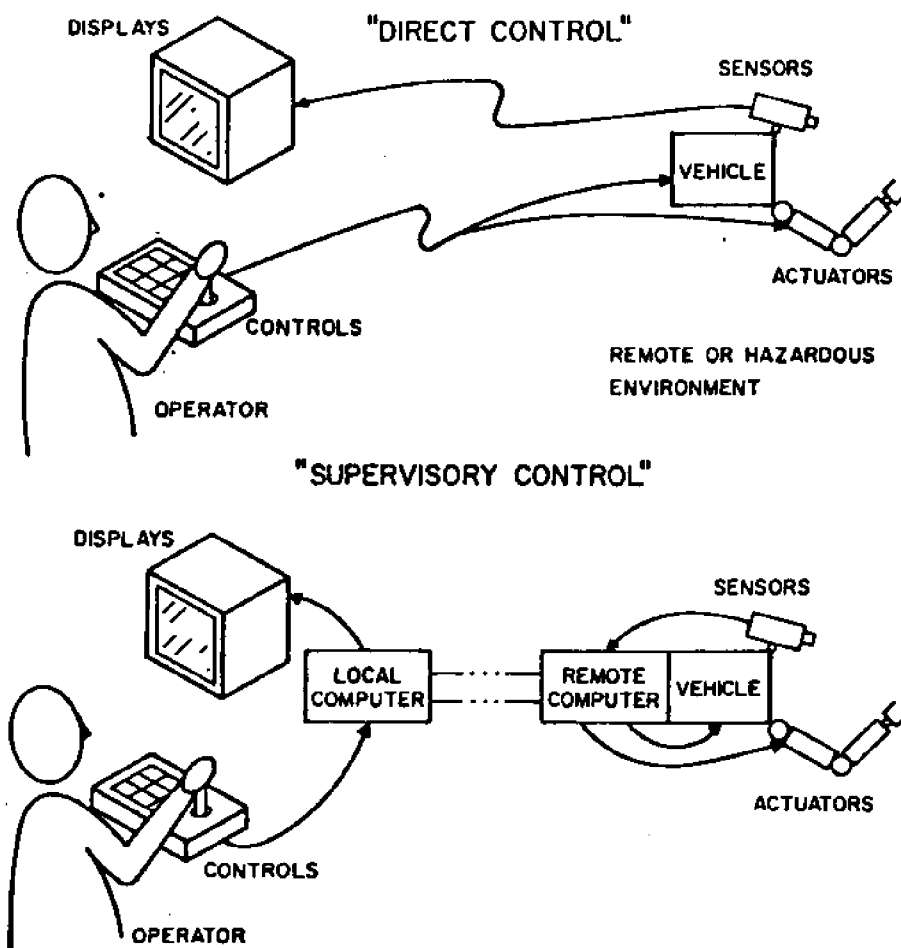 "DIRECT CONTROL"
DISPLAYS
SENSORS
VEHICLE
ACTUATORS
CONTROLS
REMOTE OR HAZARDOUS
ENVIRONMENT
OPERATOR
"SUPERVISORY CONTROL"
DISPLAYS
SENSORS
LOCAL
COMPUTER
REMOTE
COMPUTER
VEHICLE
ACTUATORS
CONTROLS
OPERATOR